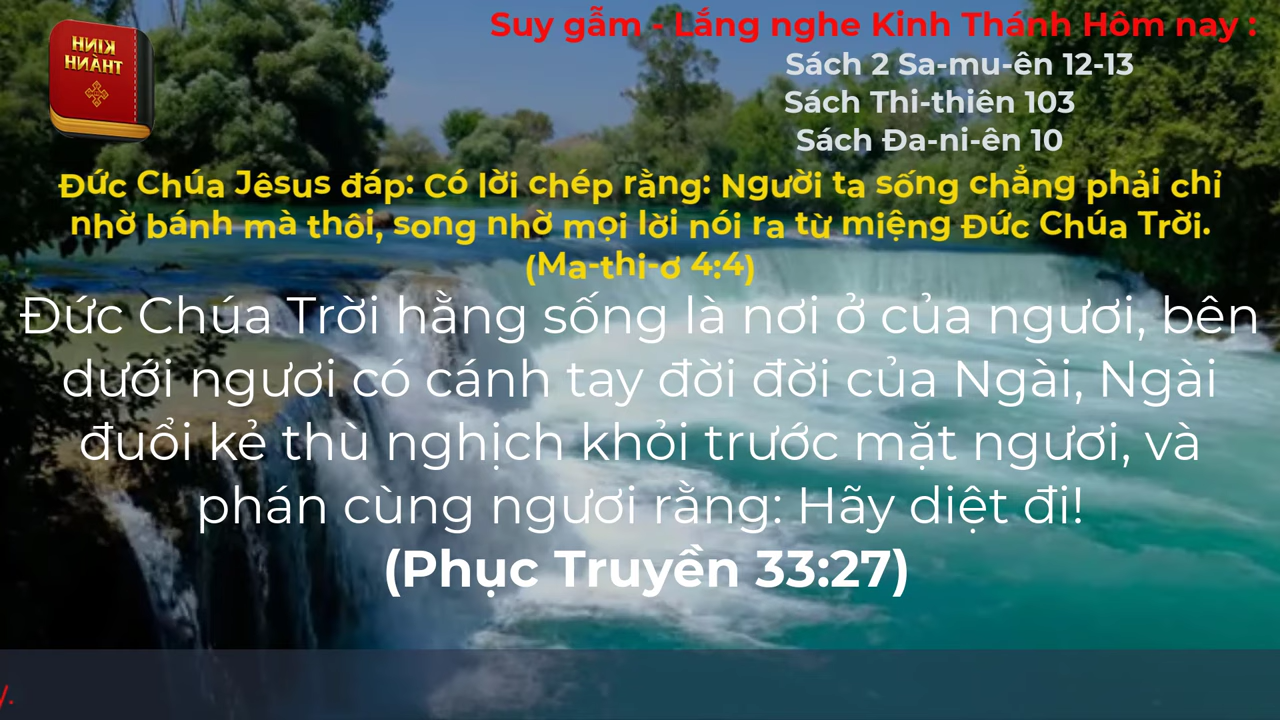 KINH
THÁNH
Suy gẫm - Lắng nghe Kinh Thánh Hôm nay :
Sách 2 Sa-mu-ên 12-13
Sách Thi-thiên 103
Sách Đa-ni-ên 10
Đức Chúa Jêsus đáp: Có lời chép rằng: Người ta sống chẳng phải chỉ
nhờ bánh mà thôi, song nhờ mọi lời nói ra từ miệng Đức Chúa Trời.
(Ma-thi-ơ 4:4)
Đức Chúa Trời hằng sống là nơi ở của ngươi, bên
dưới ngươi có cánh tay đời đời của Ngài, Ngài
đuổi kẻ thù nghịch khỏi trước mặt ngươi, và
phán cùng ngươi rằng: Hãy diệt đi!
(Phục Truyền 33:27)